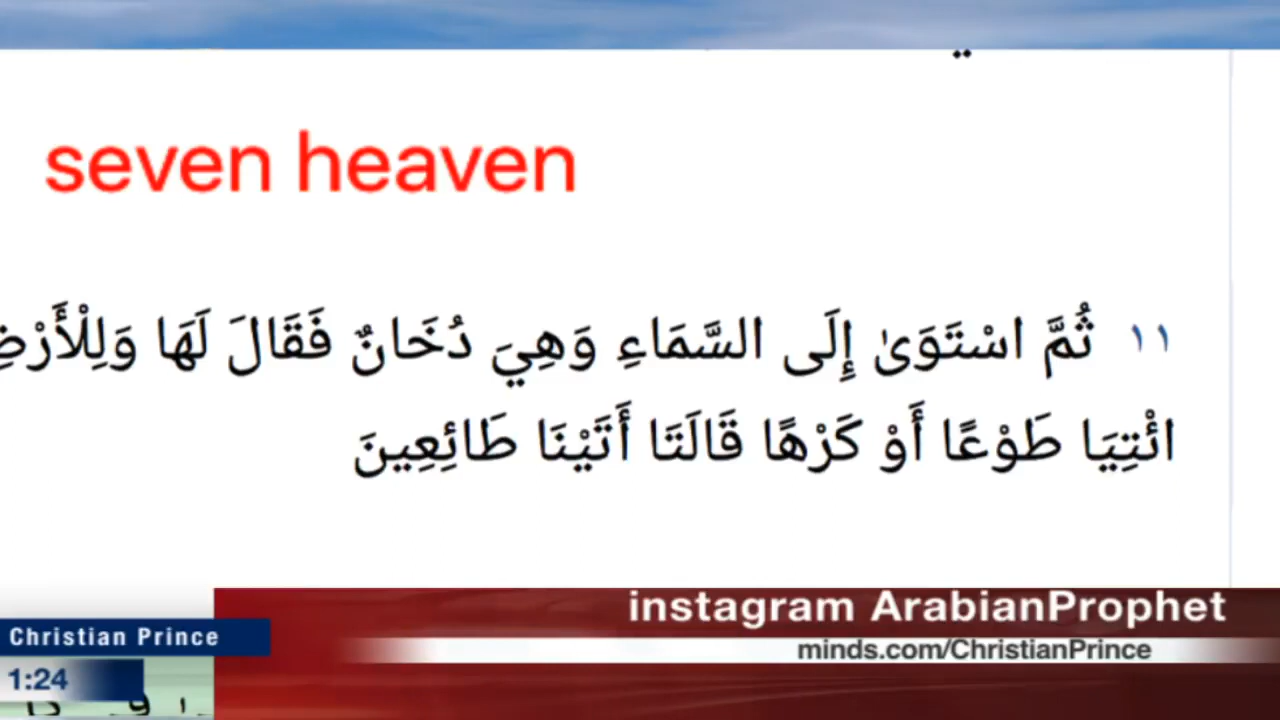 seven heaven
١١ ثُمَّ اسْتَوَىٰ إِلَى السَّمَاءِ وَهِيَ دُخَانٌ فَقَالَ لَهَا وَلِلْأَرْضِ
ائْتِيَا طَوْعًا أَوْ كَرْهًا قَالَتَا أَتَيْنَا طَائِعِينَ
instagram ArabianProphet
Christian Prince
minds.com/ChristianPrince
1:24